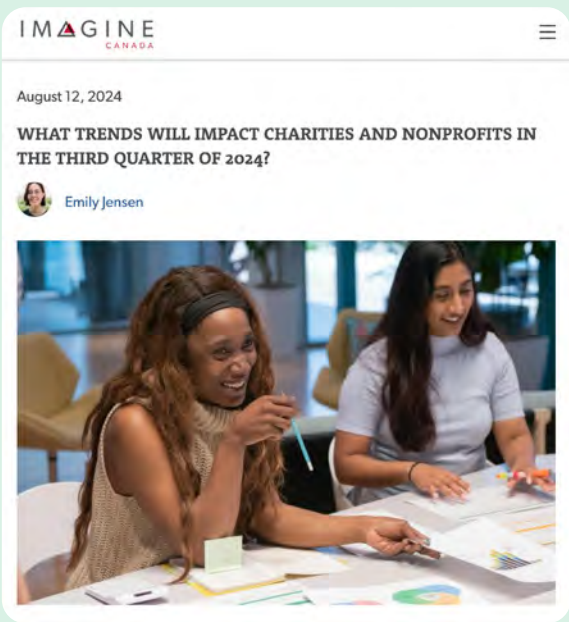 IMAGINE
CANADA
August 12, 2024
WHAT TRENDS WILL IMPACT CHARITIES AND NONPROFITS IN
THE THIRD QUARTER OF 2024?
Emily Jensen